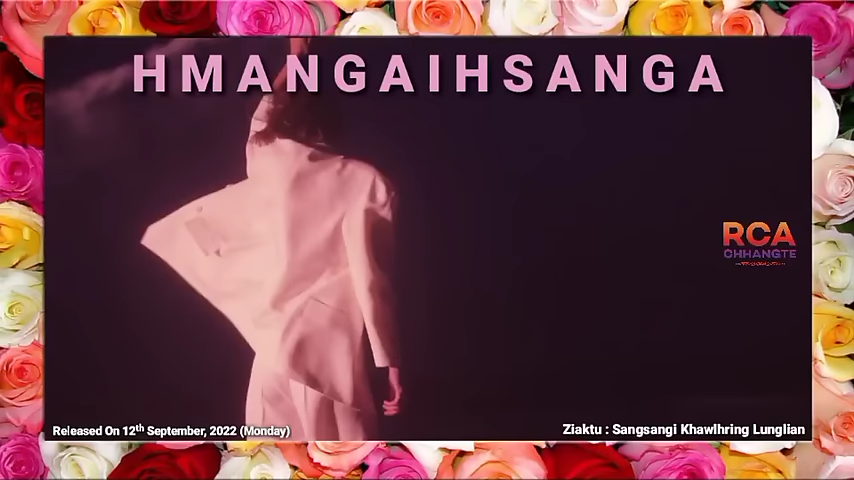 HMANGAIHSANGA
RCA
CHHANGTE
Released On 12th September, 2022 (Monday)
Ziaktu : Sangsangi Khawlhring Lunglian